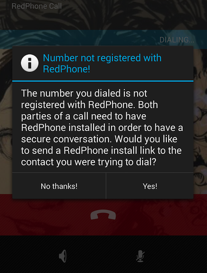 RedPhone Call
DIALING
Number not registered with
RedPhone!
The number you dialed is not
registered with RedPhone. Both
parties of a call need to have
RedPhone installed in order to have a
secure conversation. Would you like
to send a RedPhone install link to the
contact you were trying to dial?
No thanks! Yes!